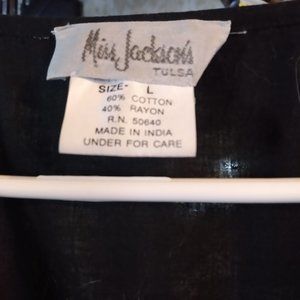 Miss Jackson's
TULSA
SIZE- L
60% COTTON
40% RAYON
R.N. 50640
MADE IN INDIA
UNDER FOR CARE